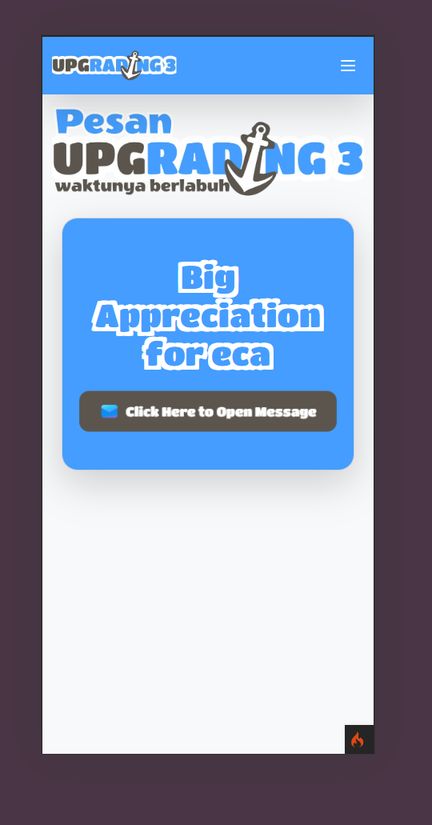 UPGRADING 3
Pesan
UPGRADING 3
waktunya berlabuh
Big
Appreciation
for eca
Click Here to Open Message